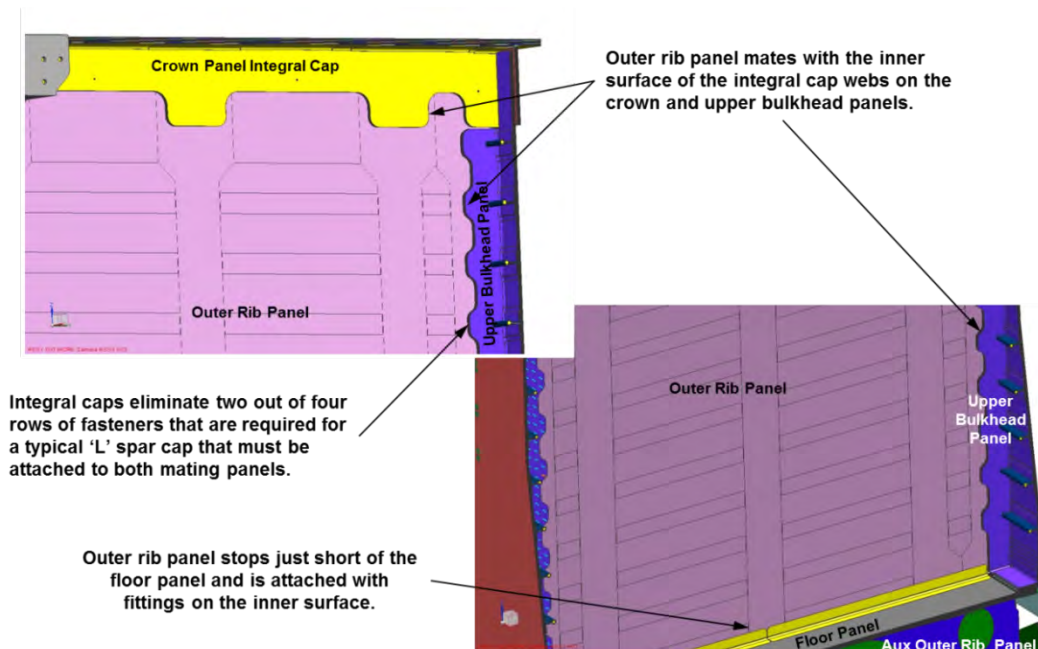 Crown Panel Integral Cap
Outer rib panel mates with the inner
surface of the integral cap webs on the
crown and upper bulkhead panels.
Upper Bulkhead Panel
Outer Rib Panel
Integral caps eliminate two out of four
rows of fasteners that are required for
a typical ‘L’ spar cap that must be
attached to both mating panels.
Outer Rib Panel
Upper
Bulkhead
Panel
Outer rib panel stops just short of the
floor panel and is attached with
fittings on the inner surface.
Floor Panel
Aux Outer Rib Panel